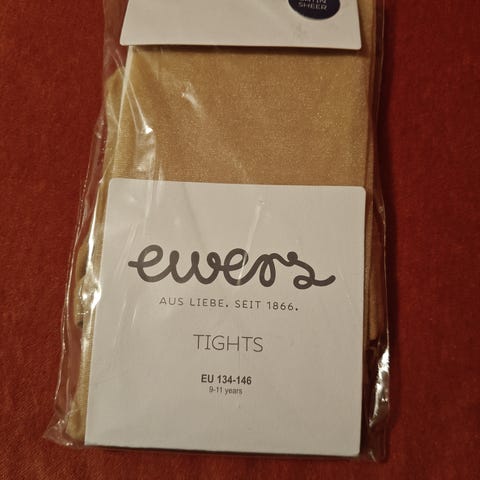 SHEER
ewers
AUS LIEBE. SEIT 1866.
TIGHTS
EU 134-146
9-11 years